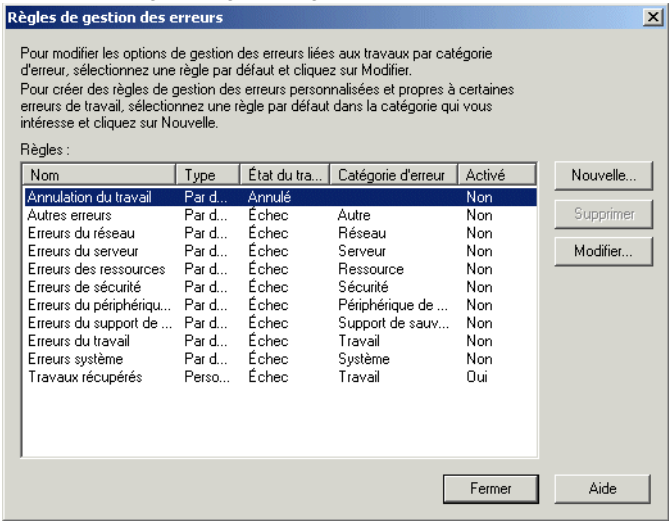 Règles de gestion des erreurs
Pour modifier les options de gestion des erreurs liées aux travaux par catégorie
d'erreur, sélectionnez une règle par défaut et cliquez sur Modifier.
Pour créer des règles de gestion des erreurs personnalisées et propres à certaines
erreurs de travail, sélectionnez une règle par défaut dans la catégorie qui vous
intéresse et cliquez sur Nouvelle.
Règles :
Nom Type État du tra... Catégorie d'erreur Activé
Annulation du travail Par d... Annulé Non
Autres erreurs Par d... Échec Autre Non
Erreurs du réseau Par d... Échec Réseau Non
Erreurs du serveur Par d... Échec Serveur Non
Erreurs des ressources Par d... Échec Ressource Non
Erreurs de sécurité Par d... Échec Sécurité Non
Erreurs du périphériqu... Par d... Échec Périphérique de ... Non
Erreurs du support de ... Par d... Échec Support de sauv... Non
Erreurs du travail Par d... Échec Travail Non
Erreurs système Par d... Échec Système Non
Travaux récupérés Perso... Échec Travail Oui
Nouvelle...
Supprimer
Modifier...
Fermer
Aide